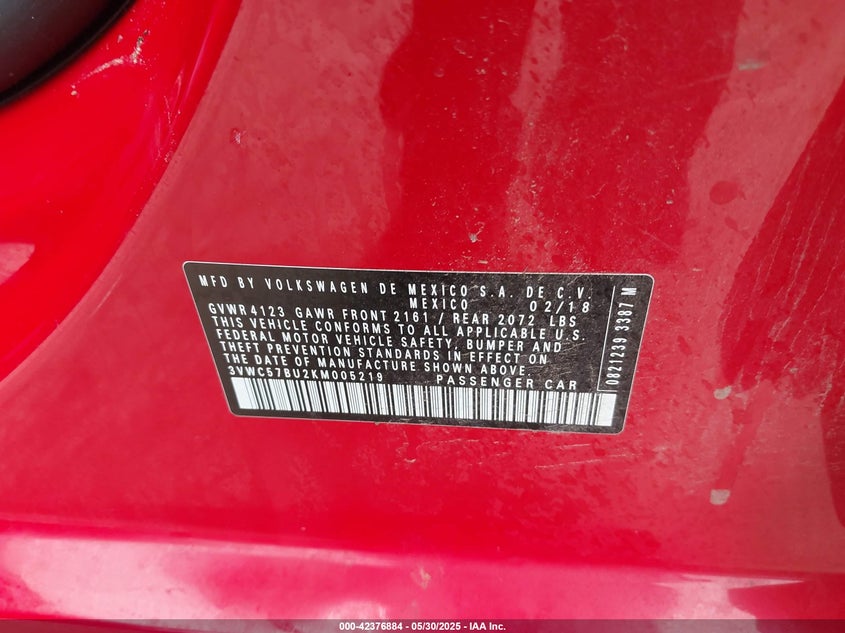 MFD BY VOLKSWAGEN DE MEXICO S.A. DE C.V.
MEXICO 02/18
GVWR 4123 GAWR FRONT 2161 / REAR 2072 LBS
THIS VEHICLE CONFORMS TO ALL APPLICABLE U.S.
FEDERAL MOTOR VEHICLE SAFETY, BUMPER AND
THEFT PREVENTION STANDARDS IN EFFECT ON
THE DATE OF MANUFACTURE SHOWN ABOVE.
3VWC57BU2KM005219 PASSENGER CAR
0821239 3387 M
000-42376884 — 05/30/2025 — IAA Inc.